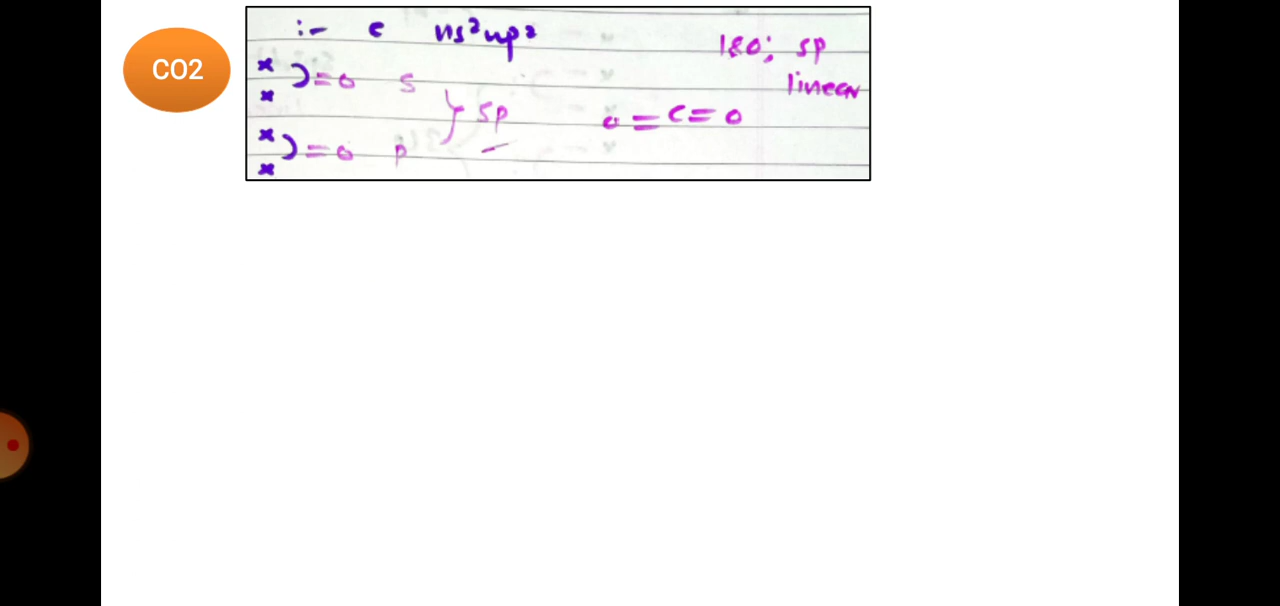 CO2
:- C ns²np²
180°; sp
linear
x
x ) = o s
} sp
o = C = o
x
x ) = o p